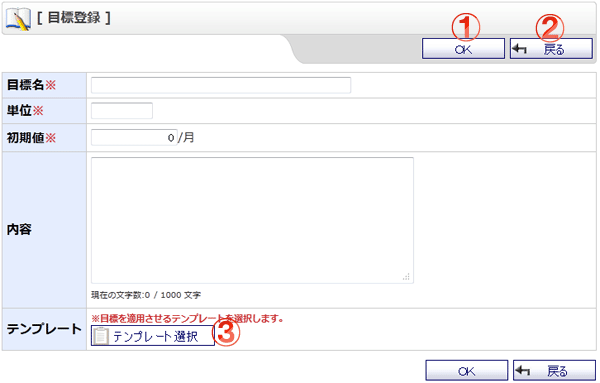 [ 目標登録 ]
① ②
OK 戻る
目標名※
単位※
初期値※ 0 /月
内容
現在の文字数:0 / 1000 文字
※目標を適用させるテンプレートを選択します。
テンプレート
テンプレート選択 ③
OK 戻る